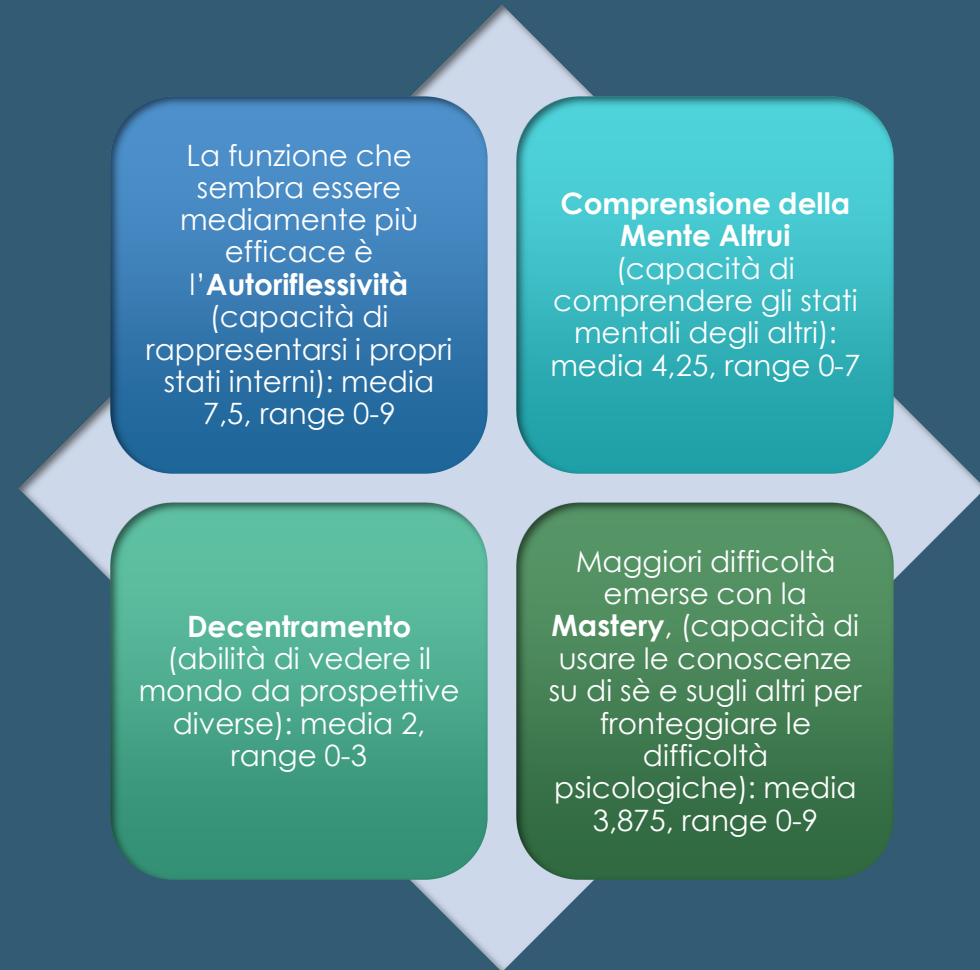 La funzione che
sembra essere
mediamente più
efficace è
l'Autoriflessività
(capacità di
rappresentarsi i propri
stati interni): media
7,5, range 0-9
Comprensione della
Mente Altrui
(capacità di
comprendere gli stati
mentali degli altri):
media 4,25, range 0-7
Decentramento
(abilità di vedere il
mondo da prospettive
diverse): media 2,
range 0-3
Maggiori difficoltà
emerse con la
Mastery, (capacità di
usare le conoscenze
su di sè e sugli altri per
fronteggiare le
difficoltà
psicologiche): media
3,875, range 0-9